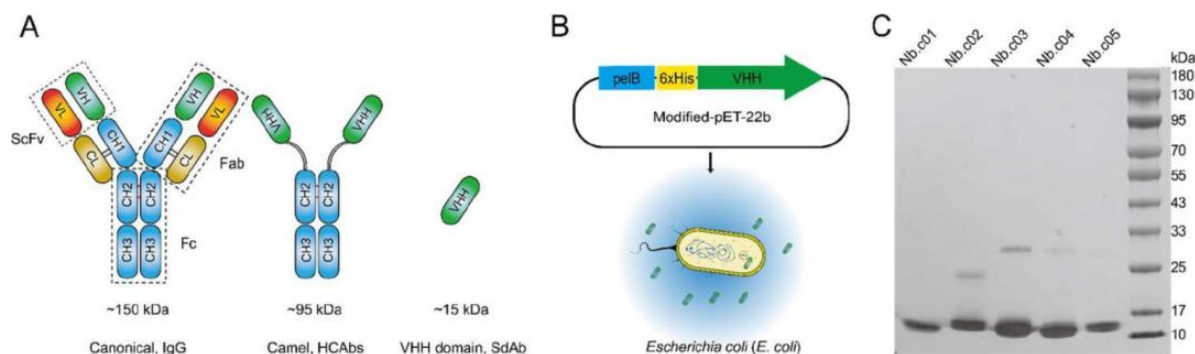 A
VL
VH
CH1
CL
ScFv
VH
VL
CH1
CL
Fab
CH2
CH2
CH3
CH3
Fc
~150 kDa
Canonical, IgG
VHH
VHH
CH2
CH2
CH3
CH3
~95 kDa
Camel, HCAbs
VHH
~15 kDa
VHH domain, SdAb
B
pelB 6xHis VHH
Modified-pET-22b
Escherichia coli (E. coli)
C
Nb.c01 Nb.c02 Nb.c03 Nb.c04 Nb.c05
kDa
180
130
95
70
55
43
33
25
17
10